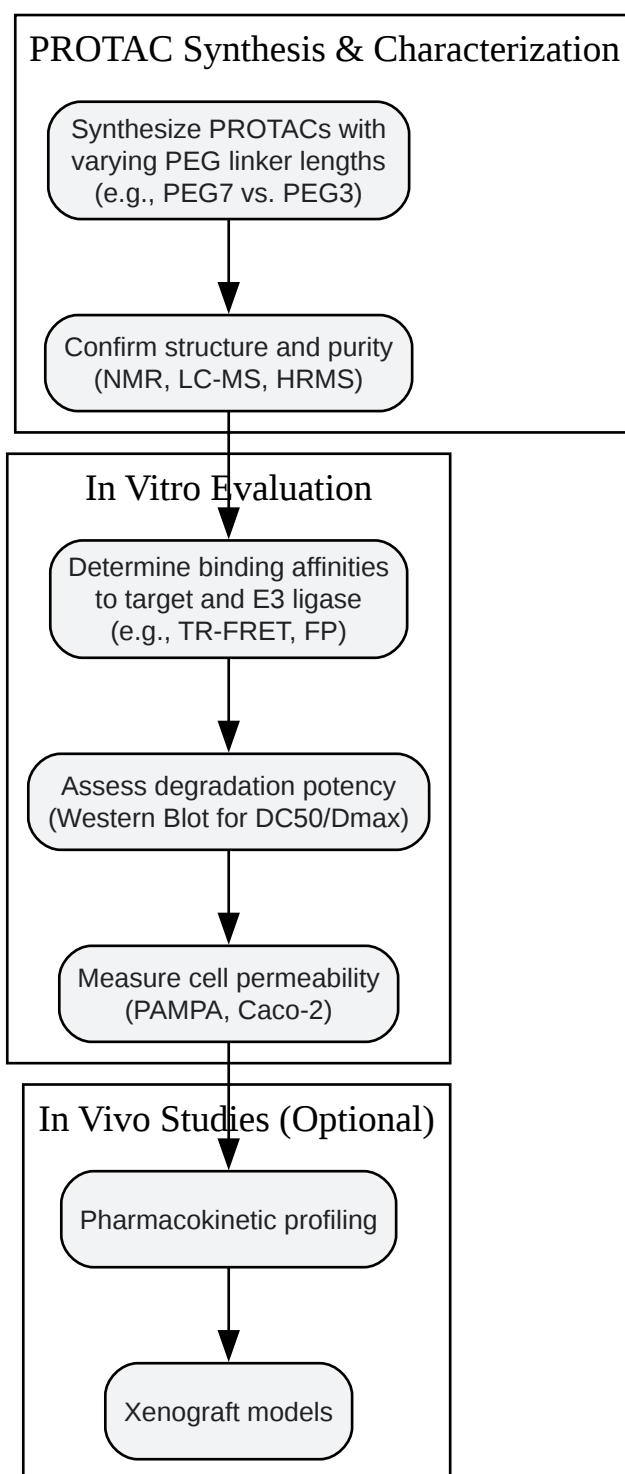 PROTAC Synthesis & Characterization
Synthesize PROTACs with
varying PEG linker lengths
(e.g., PEG7 vs. PEG3)
Confirm structure and purity
(NMR, LC-MS, HRMS)
In Vitro Evaluation
Determine binding affinities
to target and E3 ligase
(e.g., TR-FRET, FP)
Assess degradation potency
(Western Blot for DC50/Dmax)
Measure cell permeability
(PAMPA, Caco-2)
In Vivo Studies (Optional)
Pharmacokinetic profiling
Xenograft models